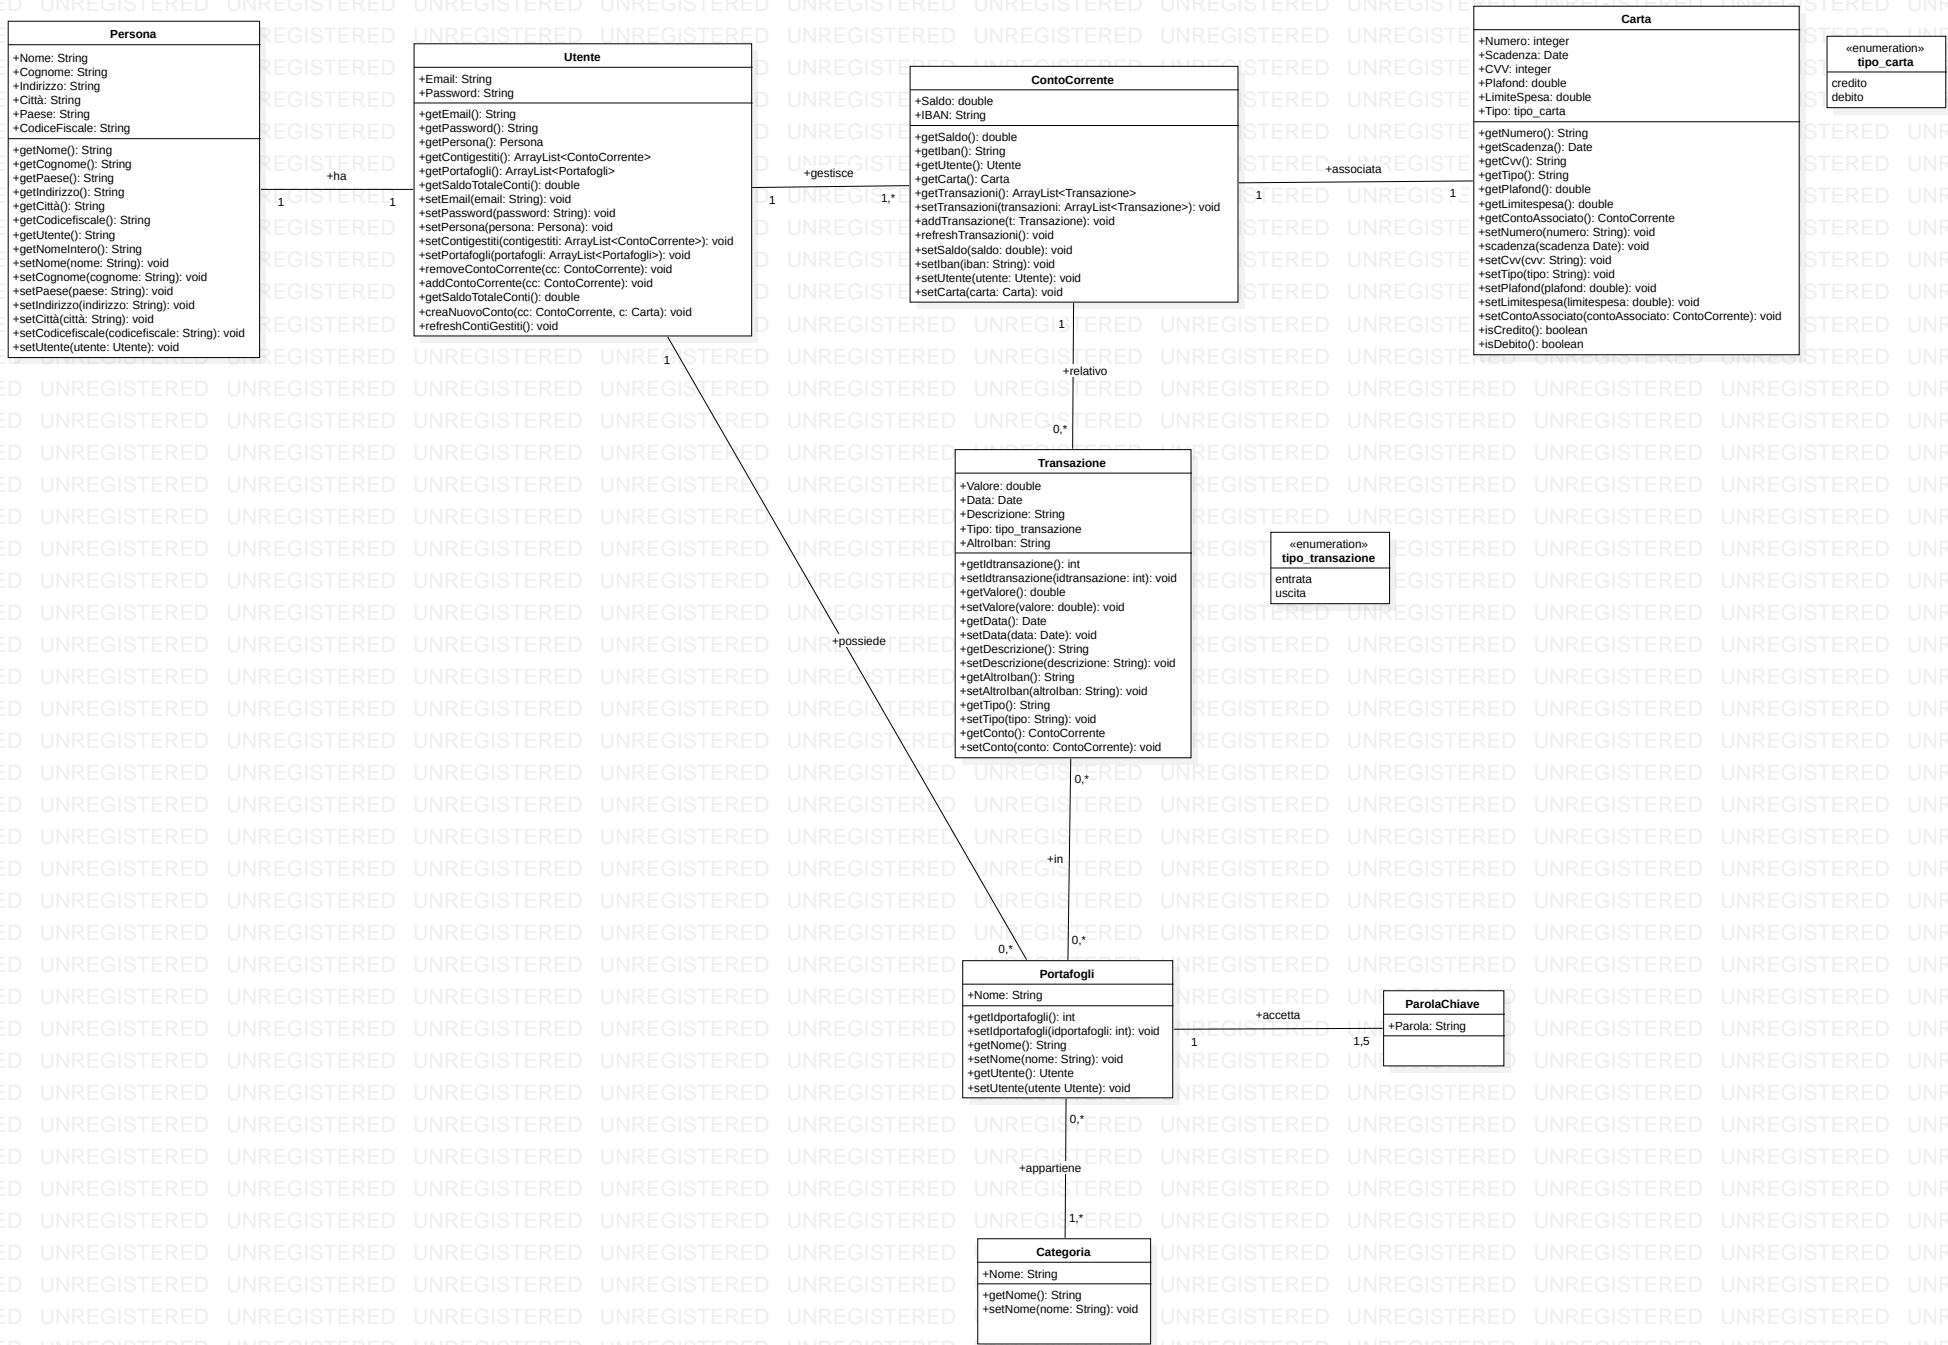 Persona
+Nome: String
+Cognome: String
+Indirizzo: String
+Città: String
+Paese: String
+CodiceFiscale: String
+getNome(): String
+getCognome(): String
+getPaese(): String
+getIndirizzo(): String
+getCittà(): String
+getCodicefiscale(): String
+getUtente(): String
+getNomeIntero(): String
+setNome(nome: String): void
+setCognome(cognome: String): void
+setPaese(paese: String): void
+setIndirizzo(indirizzo: String): void
+setCittà(città: String): void
+setCodicefiscale(codicefiscale: String): void
+setUtente(utente: Utente): void
+ha
1
1
Utente
+Email: String
+Password: String
+getEmail(): String
+getPassword(): String
+getPersona(): Persona
+getContigestiti(): ArrayList<ContoCorrente>
+getPortafogli(): ArrayList<Portafogli>
+getSaldoTotaleConti(): double
+setEmail(email: String): void
+setPassword(password: String): void
+setPersona(persona: Persona): void
+setContigestiti(contigestiti: ArrayList<ContoCorrente>): void
+setPortafogli(portafogli: ArrayList<Portafogli>): void
+removeContoCorrente(cc: ContoCorrente): void
+addContoCorrente(cc: ContoCorrente): void
+getSaldoTotaleConti(): double
+creaNuovoConto(cc: ContoCorrente, c: Carta): void
+refreshContiGestiti(): void
+gestisce
1
1,*
ContoCorrente
+Saldo: double
+IBAN: String
+getSaldo(): double
+getIban(): String
+getUtente(): Utente
+getCarta(): Carta
+getTransazioni(): ArrayList<Transazione>
+setTransazioni(transazioni: ArrayList<Transazione>): void
+addTransazione(t: Transazione): void
+refreshTransazioni(): void
+setSaldo(saldo: double): void
+setIban(iban: String): void
+setUtente(utente: Utente): void
+setCarta(carta: Carta): void
+associata
1
1
Carta
+Numero: integer
+Scadenza: Date
+CVV: integer
+Plafond: double
+LimiteSpesa: double
+Tipo: tipo_carta
+getNumero(): String
+getScadenza(): Date
+getCvv(): String
+getTipo(): String
+getPlafond(): double
+getLimitespesa(): double
+getContoAssociato(): ContoCorrente
+setNumero(numero: String): void
+scadenza(scadenza Date): void
+setCvv(cvv: String): void
+setTipo(tipo: String): void
+setPlafond(plafond: double): void
+setLimitespesa(limitespesa: double): void
+setContoAssociato(contoAssociato: ContoCorrente): void
+isCredito(): boolean
+isDebito(): boolean
«enumeration»
tipo_carta
credito
debito
1
+relativo
0,*
Transazione
+Valore: double
+Data: Date
+Descrizione: String
+Tipo: tipo_transazione
+AltroIban: String
+getIdtransazione(): int
+setIdtransazione(idtransazione: int): void
+getValore(): double
+setValore(valore: double): void
+getData(): Date
+setData(data: Date): void
+getDescrizione(): String
+setDescrizione(descrizione: String): void
+getAltroIban(): String
+setAltroIban(altroIban: String): void
+getTipo(): String
+setTipo(tipo: String): void
+getConto(): ContoCorrente
+setConto(conto: ContoCorrente): void
«enumeration»
tipo_transazione
entrata
uscita
1
+possiede
0,*
0,*
+in
0,*
Portafogli
+Nome: String
+getIdportafogli(): int
+setIdportafogli(idportafogli: int): void
+getNome(): String
+setNome(nome: String): void
+getUtente(): Utente
+setUtente(utente Utente): void
+accetta
1
1,5
ParolaChiave
+Parola: String
0,*
+appartiene
1,*
Categoria
+Nome: String
+getNome(): String
+setNome(nome: String): void
UNREGISTERED